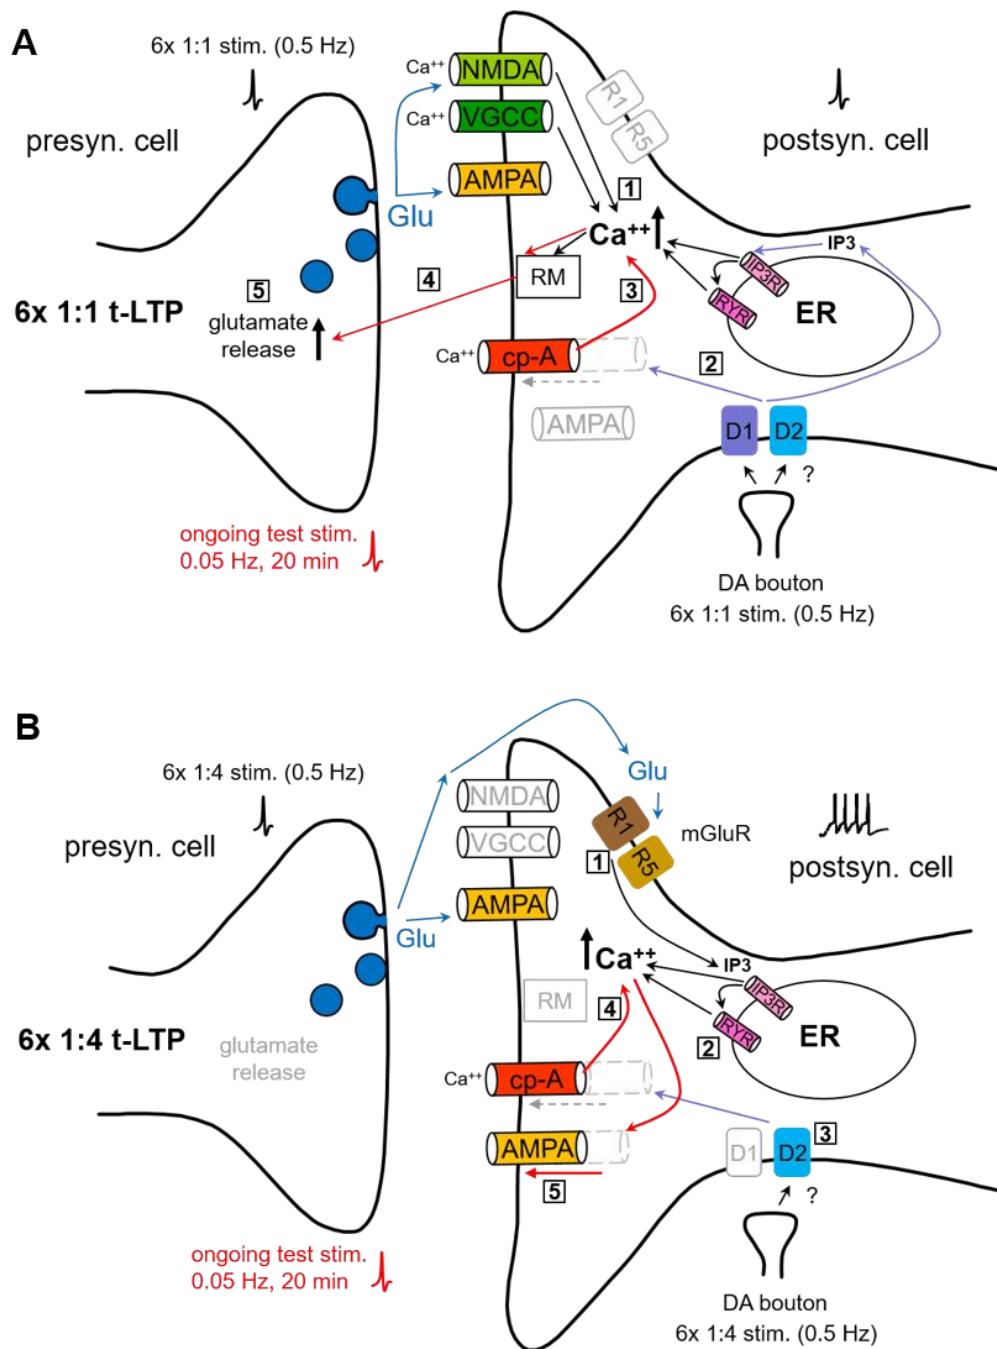 A
6x 1:1 stim. (0.5 Hz)
presyn. cell
postsyn. cell
Ca++
NMDA
Ca++
VGCC
AMPA
Glu
R1
R5
1
Ca++
IP3
IP3R
RYR
ER
RM
3
4
5
6x 1:1 t-LTP
glutamate
release
Ca++
cp-A
2
AMPA
D1
D2
?
ongoing test stim.
0.05 Hz, 20 min
DA bouton
6x 1:1 stim. (0.5 Hz)
B
6x 1:4 stim. (0.5 Hz)
presyn. cell
postsyn. cell
Glu
NMDA
VGCC
AMPA
Glu
R1
R5
mGluR
1
Ca++
IP3
IP3R
RYR
ER
RM
4
2
6x 1:4 t-LTP
glutamate
release
Ca++
cp-A
AMPA
5
D1
D2
3
?
ongoing test stim.
0.05 Hz, 20 min
DA bouton
6x 1:4 stim. (0.5 Hz)